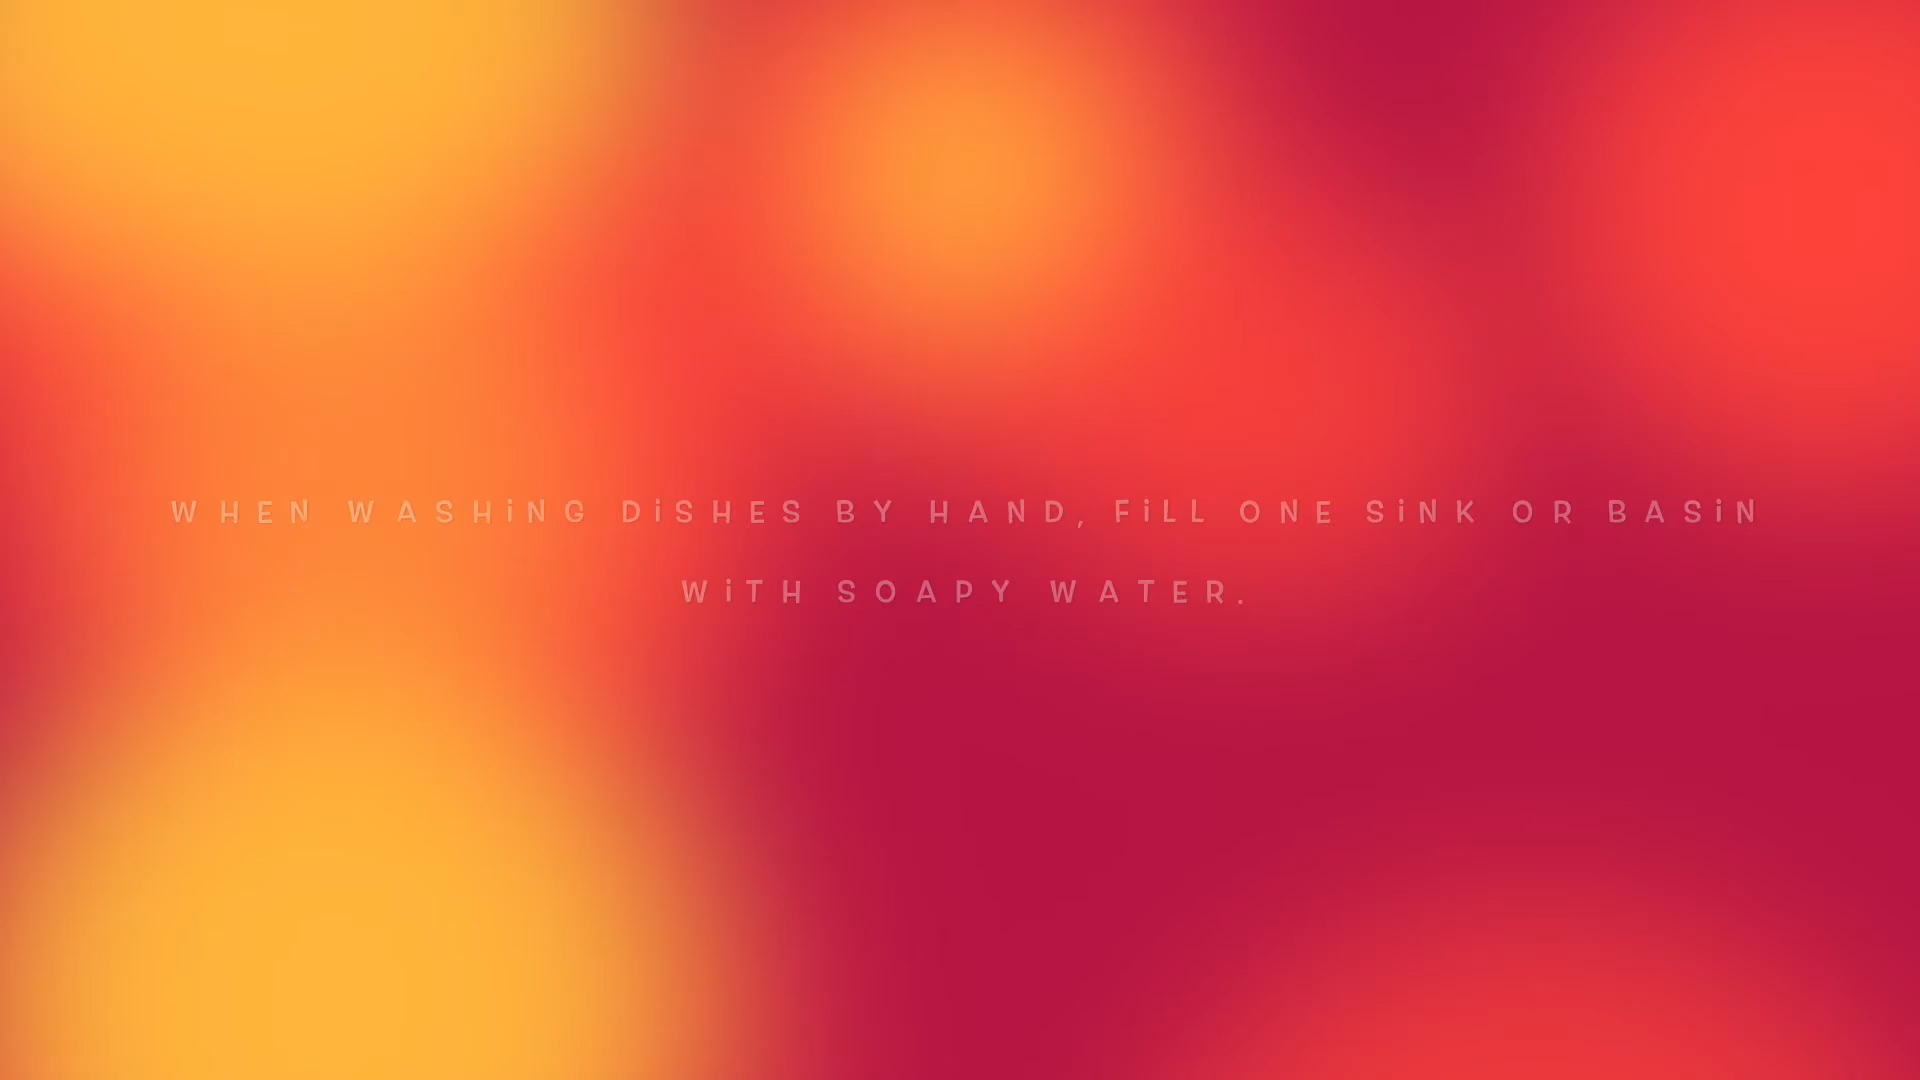 WHEN WASHiNG DiSHES BY HAND, FiLL ONE SiNK OR BASiN
WiTH SOAPY WATER.